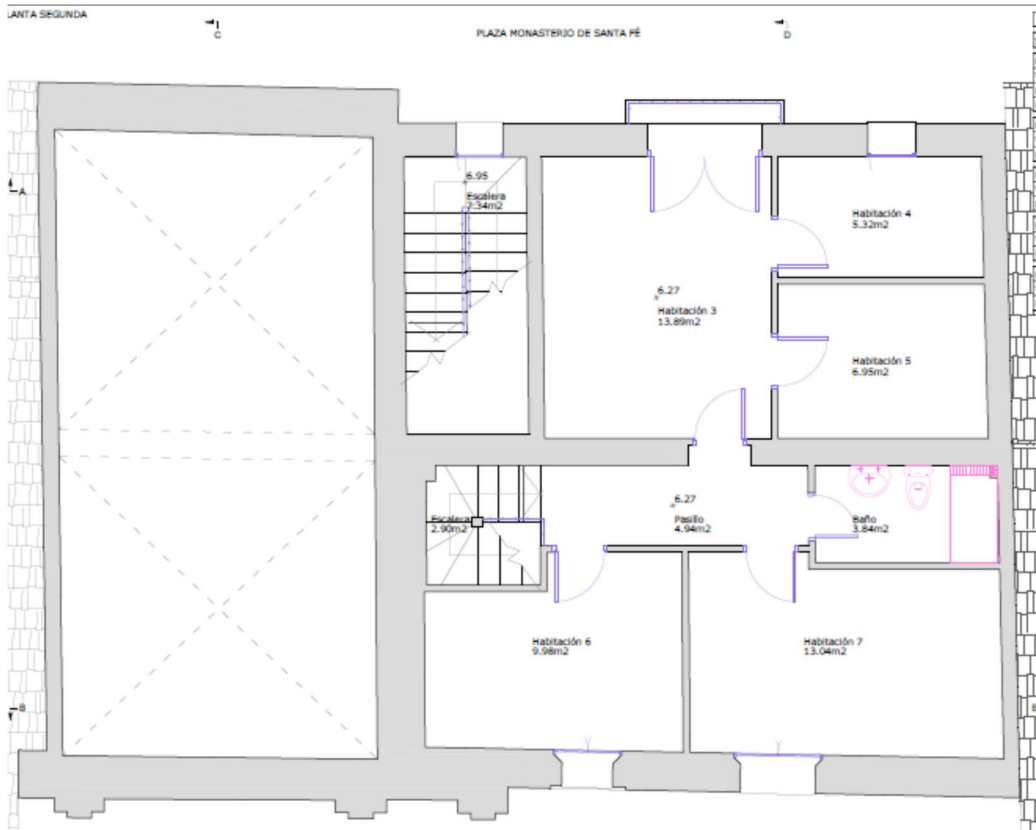 LANTA SEGUNDA
C
PLAZA MONASTERIO DE SANTA FÉ
D
A
6.95
Escalera
7.34m2
Habitación 4
5.32m2
6.27
Habitación 3
13.89m2
Habitación 5
6.95m2
Escalera
2.90m2
6.27
Pasillo
4.94m2
Baño
3.84m2
Habitación 6
9.98m2
Habitación 7
13.04m2
B